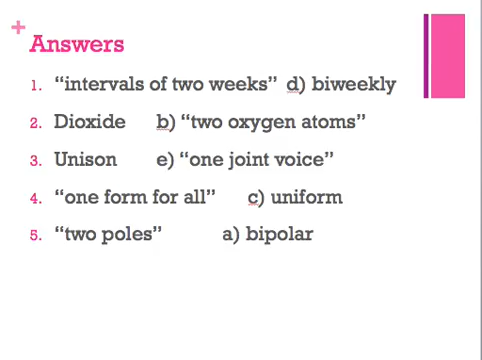 +
Answers
1. “intervals of two weeks” d) biweekly
2. Dioxide b) “two oxygen atoms”
3. Unison e) “one joint voice”
4. “one form for all” c) uniform
5. “two poles” a) bipolar